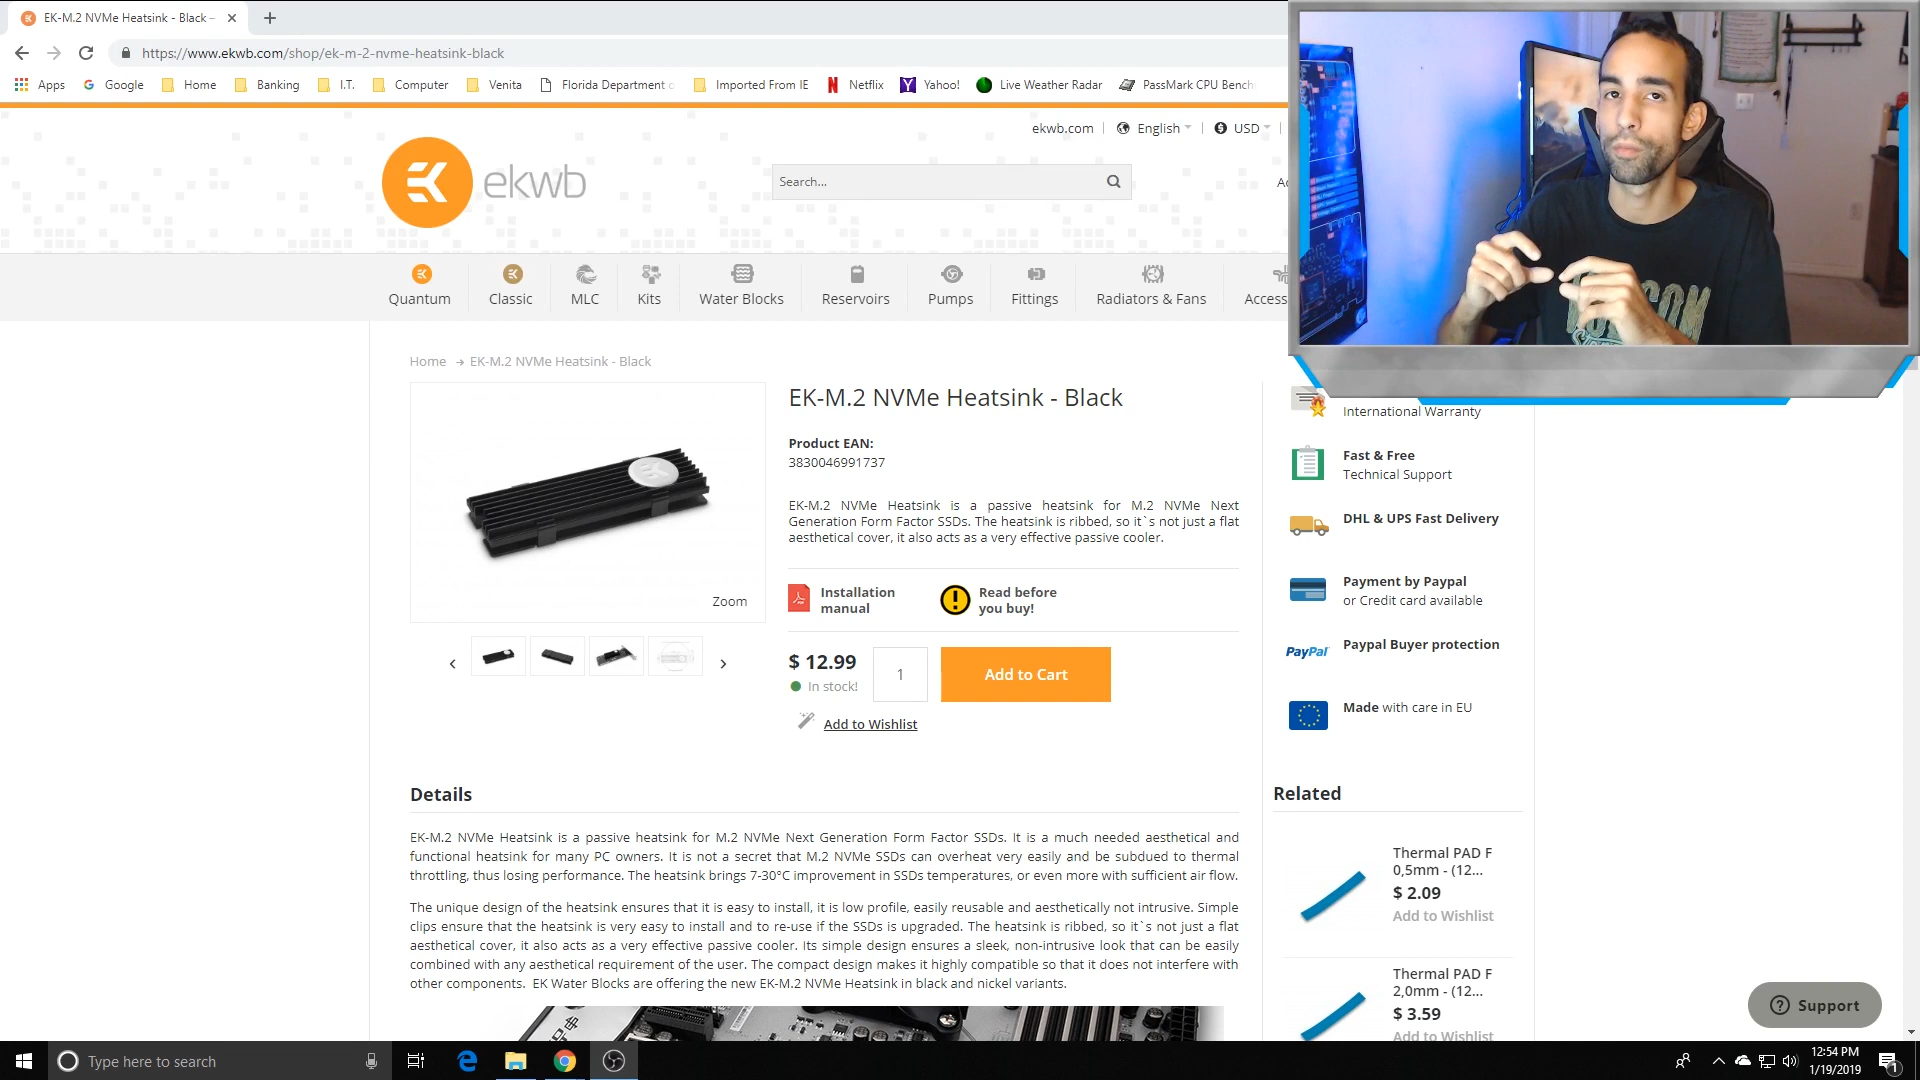 EK-M.2 NVMe Heatsink - Black –
https://www.ekwb.com/shop/ek-m-2-nvme-heatsink-black
Apps Google Home Banking I.T. Computer Venita Florida Department o Imported From IE Netflix Yahoo! Live Weather Radar PassMark CPU Bench
ekwb.com English USD
ekwb
Search...
Quantum Classic MLC Kits Water Blocks Reservoirs Pumps Fittings Radiators & Fans Access
Home → EK-M.2 NVMe Heatsink - Black
EK-M.2 NVMe Heatsink - Black
Product EAN:
3830046991737
EK-M.2 NVMe Heatsink is a passive heatsink for M.2 NVMe Next
Generation Form Factor SSDs. The heatsink is ribbed, so it`s not just a flat
aesthetical cover, it also acts as a very effective passive cooler.
Zoom
Installation
manual
Read before
you buy!
$ 12.99
In stock!
1
Add to Cart
Add to Wishlist
International Warranty
Fast & Free
Technical Support
DHL & UPS Fast Delivery
Payment by Paypal
or Credit card available
PayPal
Paypal Buyer protection
Made with care in EU
Details
EK-M.2 NVMe Heatsink is a passive heatsink for M.2 NVMe Next Generation Form Factor SSDs. It is a much needed aesthetical and
functional heatsink for many PC owners. It is not a secret that M.2 NVMe SSDs can overheat very easily and be subdued to thermal
throttling, thus losing performance. The heatsink brings 7-30°C improvement in SSDs temperatures, or even more with sufficient air flow.
The unique design of the heatsink ensures that it is easy to install, it is low profile, easily reusable and aesthetically not intrusive. Simple
clips ensure that the heatsink is very easy to install and to re-use if the SSDs is upgraded. The heatsink is ribbed, so it`s not just a flat
aesthetical cover, it also acts as a very effective passive cooler. Its simple design ensures a sleek, non-intrusive look that can be easily
combined with any aesthetical requirement of the user. The compact design makes it highly compatible so that it does not interfere with
other components. EK Water Blocks are offering the new EK-M.2 NVMe Heatsink in black and nickel variants.
Related
Thermal PAD F
0,5mm - (12...
$ 2.09
Add to Wishlist
Thermal PAD F
2,0mm - (12...
$ 3.59
Add to Wishlist
Support
Type here to search
12:54 PM
1/19/2019
1